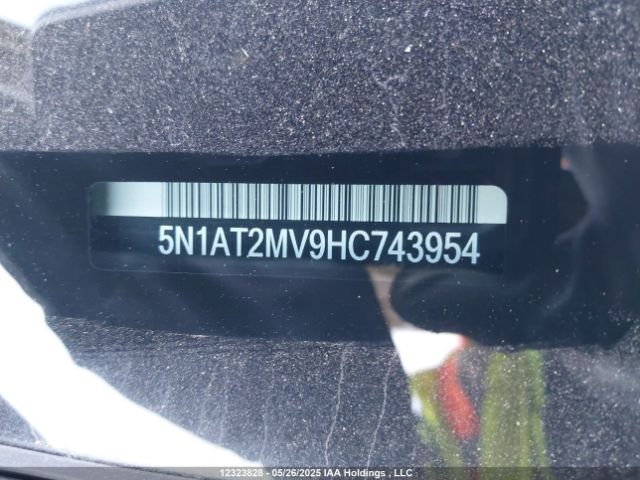 5N1AT2MV9HC743954
12323828 - 05/26/2025 IAA Holdings , LLC